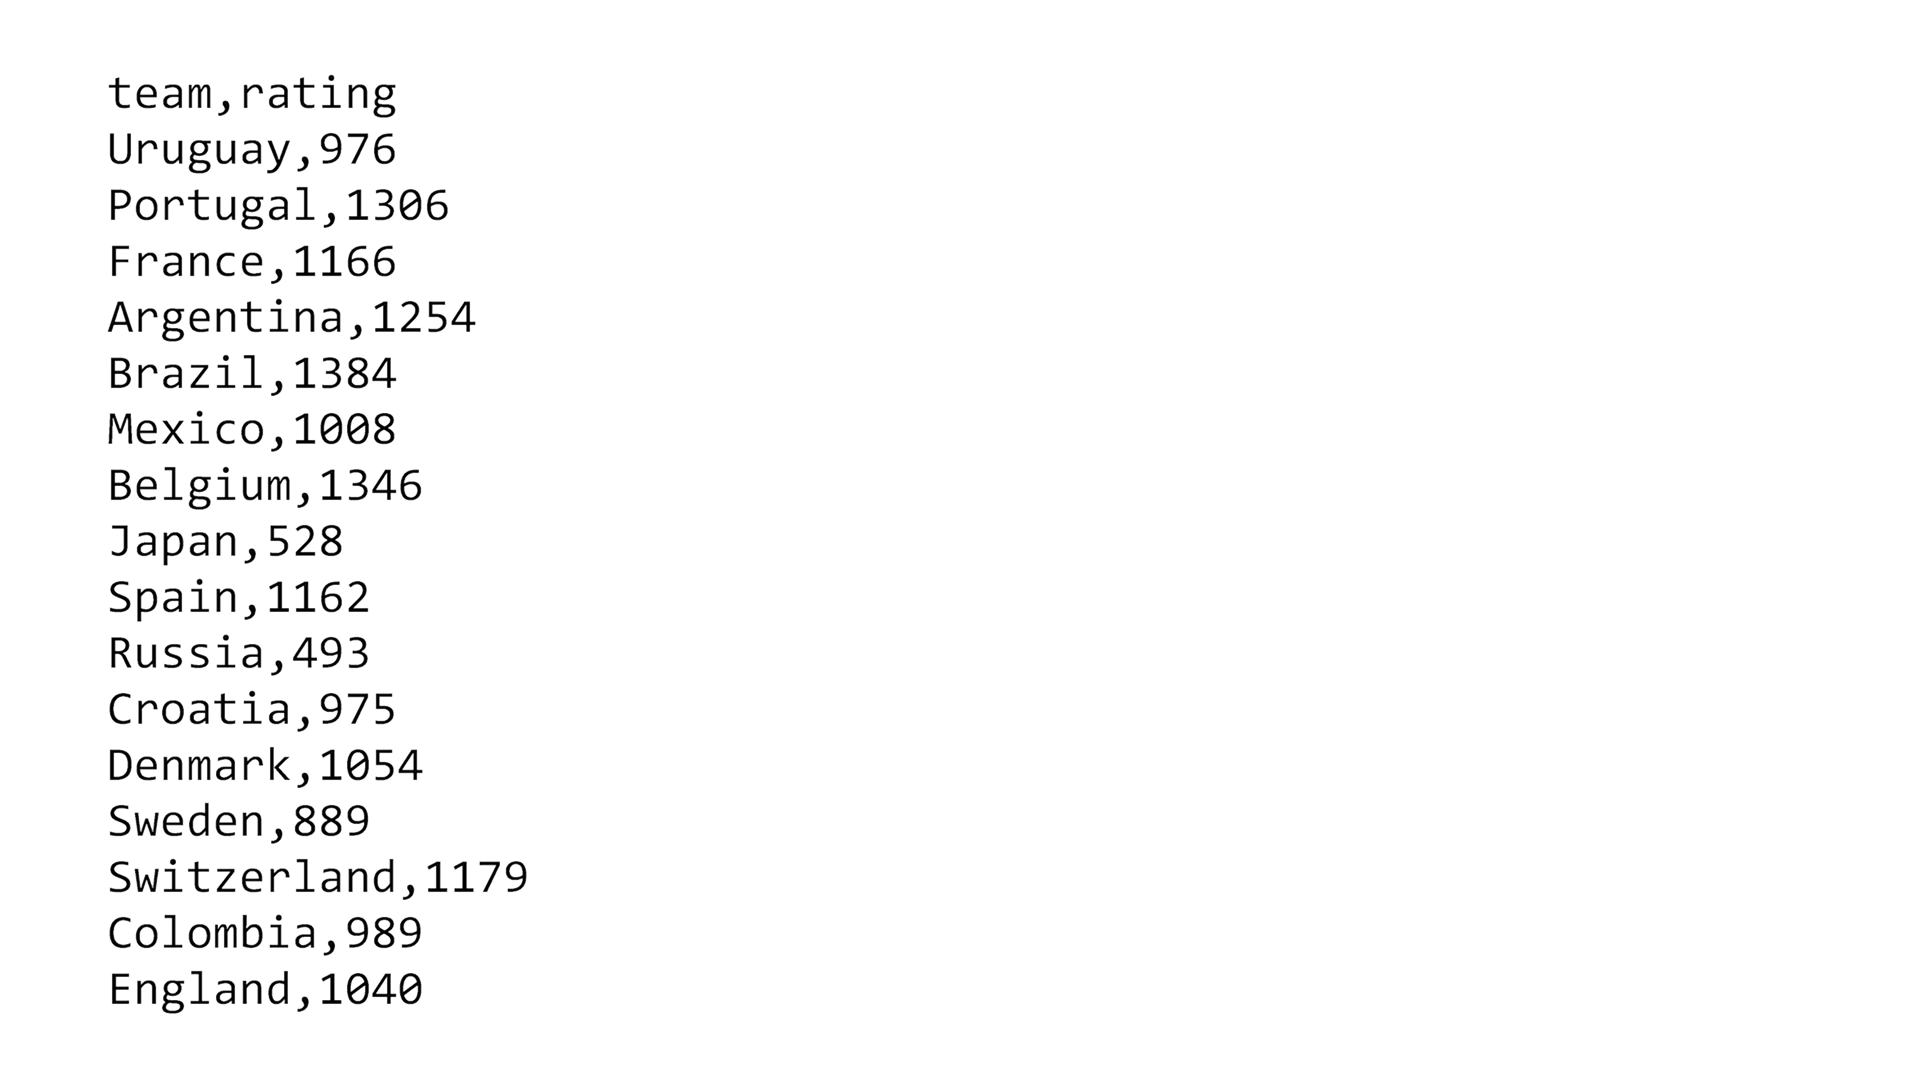 team,rating
Uruguay,976
Portugal,1306
France,1166
Argentina,1254
Brazil,1384
Mexico,1008
Belgium,1346
Japan,528
Spain,1162
Russia,493
Croatia,975
Denmark,1054
Sweden,889
Switzerland,1179
Colombia,989
England,1040